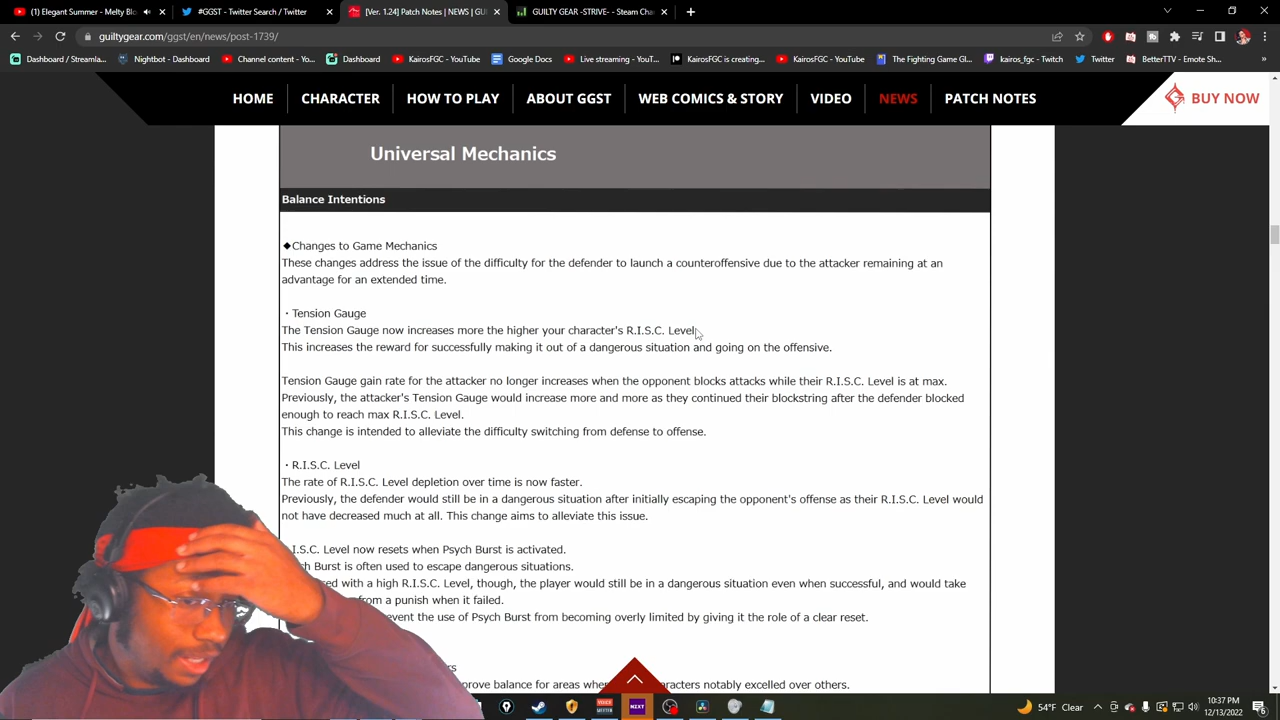 (1) Elegant Summer - Melty Blo
#GGST - Twitter Search / Twitter
[Ver. 1.24] Patch Notes | NEWS | GUI
GUILTY GEAR -STRIVE- - Steam Cha
guiltygear.com/ggst/en/news/post-1739/
Dashboard / Streamla...
Nightbot - Dashboard
Channel content - Yo...
Dashboard
KairosFGC - YouTube
Google Docs
Live streaming - YouT...
KairosFGC is creating...
KairosFGC - YouTube
The Fighting Game Gl...
kairos_fgc - Twitch
Twitter
BetterTTV - Emote Sh...
HOME
CHARACTER
HOW TO PLAY
ABOUT GGST
WEB COMICS & STORY
VIDEO
NEWS
PATCH NOTES
BUY NOW
Universal Mechanics
Balance Intentions
◆Changes to Game Mechanics
These changes address the issue of the difficulty for the defender to launch a counteroffensive due to the attacker remaining at an
advantage for an extended time.
・Tension Gauge
The Tension Gauge now increases more the higher your character's R.I.S.C. Level.
This increases the reward for successfully making it out of a dangerous situation and going on the offensive.
Tension Gauge gain rate for the attacker no longer increases when the opponent blocks attacks while their R.I.S.C. Level is at max.
Previously, the attacker's Tension Gauge would increase more and more as they continued their blockstring after the defender blocked
enough to reach max R.I.S.C. Level.
This change is intended to alleviate the difficulty switching from defense to offense.
・R.I.S.C. Level
The rate of R.I.S.C. Level depletion over time is now faster.
Previously, the defender would still be in a dangerous situation after initially escaping the opponent's offense as their R.I.S.C. Level would
not have decreased much at all. This change aims to alleviate this issue.
.I.S.C. Level now resets when Psych Burst is activated.
ch Burst is often used to escape dangerous situations.
sed with a high R.I.S.C. Level, though, the player would still be in a dangerous situation even when successful, and would take
from a punish when it failed.
event the use of Psych Burst from becoming overly limited by giving it the role of a clear reset.
rs
prove balance for areas whe
racters notably excelled over others.
VOICE MEETER
NZXT
54°F Clear
10:37 PM
12/13/2022